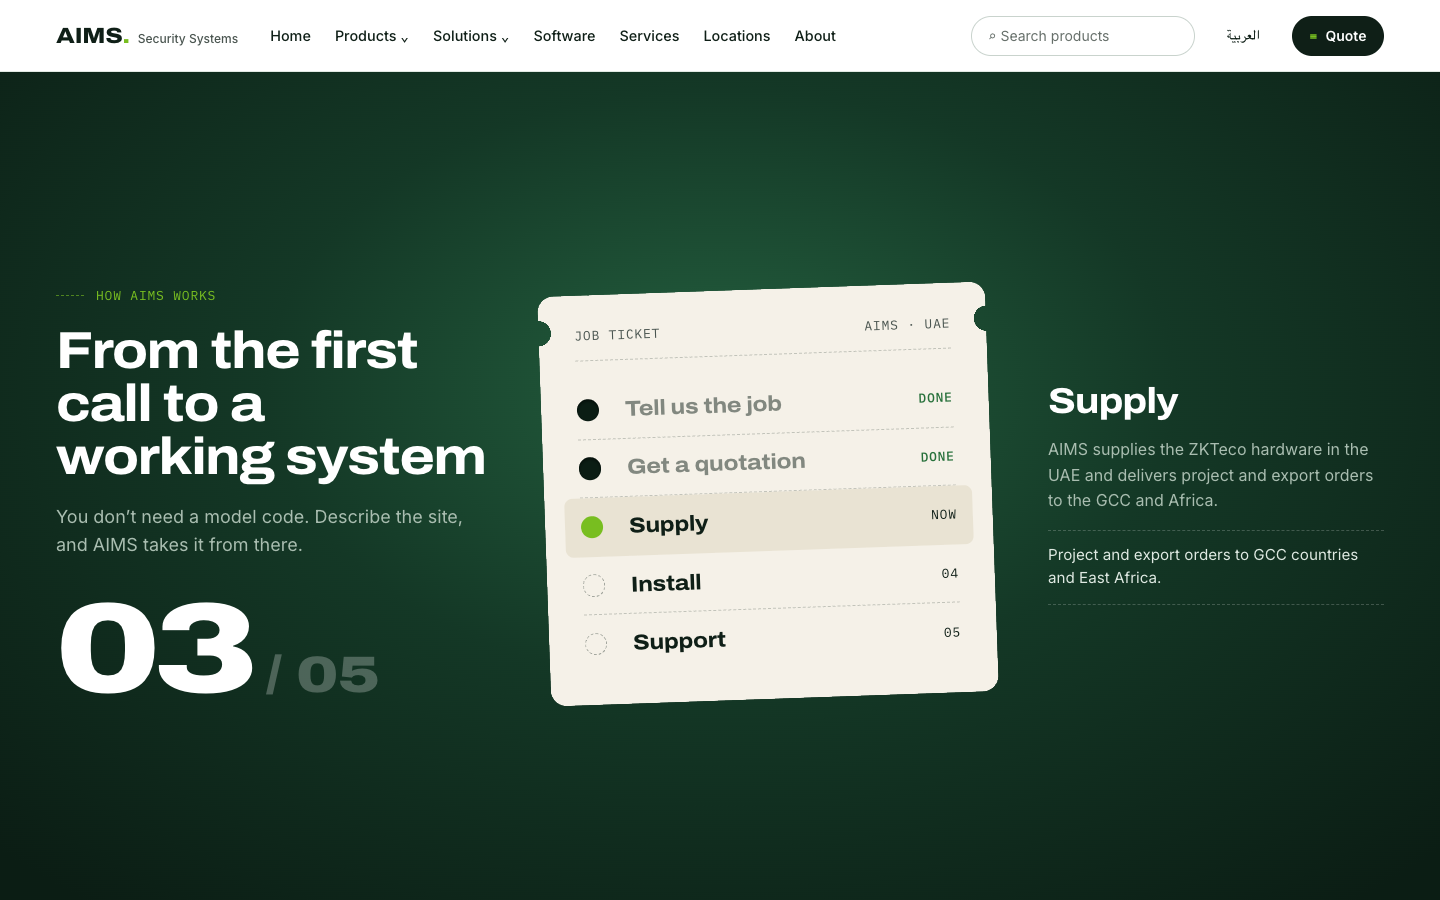 AIMS. Security Systems Home Products Solutions Software Services Locations About Search products العربية Quote
HOW AIMS WORKS
From the first
call to a
working system
You don’t need a model code. Describe the site,
and AIMS takes it from there.
03 / 05
JOB TICKET AIMS · UAE
Tell us the job DONE
Get a quotation DONE
Supply NOW
Install 04
Support 05
Supply
AIMS supplies the ZKTeco hardware in the
UAE and delivers project and export orders
to the GCC and Africa.
Project and export orders to GCC countries
and East Africa.